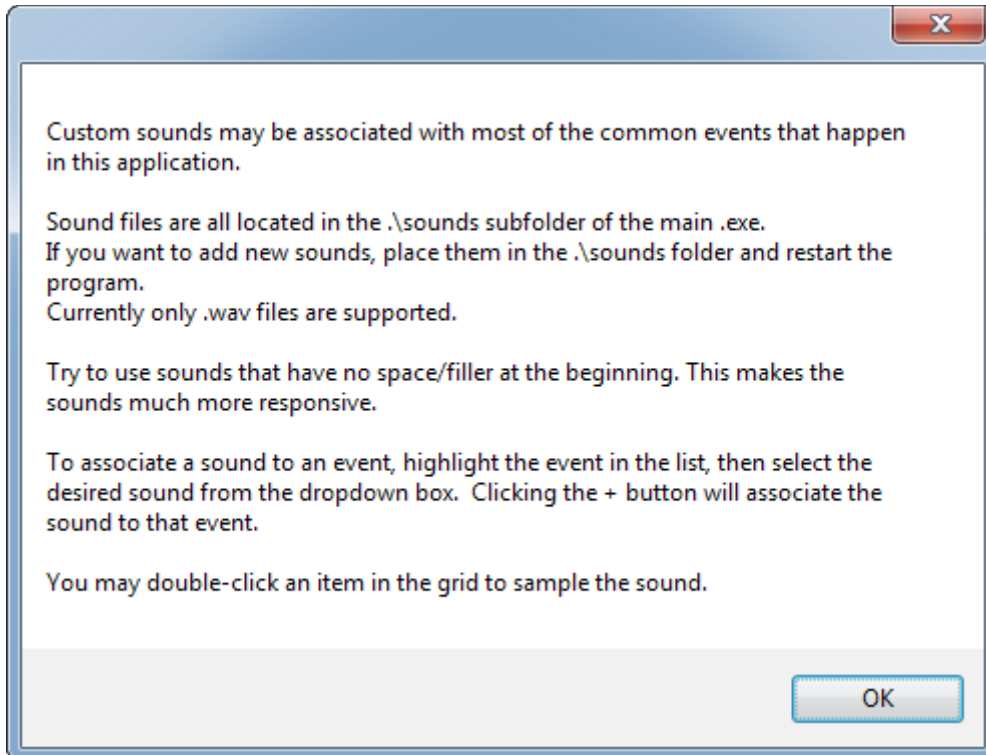 Custom sounds may be associated with most of the common events that happen
in this application.
Sound files are all located in the .\sounds subfolder of the main .exe.
If you want to add new sounds, place them in the .\sounds folder and restart the
program.
Currently only .wav files are supported.
Try to use sounds that have no space/filler at the beginning. This makes the
sounds much more responsive.
To associate a sound to an event, highlight the event in the list, then select the
desired sound from the dropdown box.  Clicking the + button will associate the
sound to that event.
You may double-click an item in the grid to sample the sound.
OK